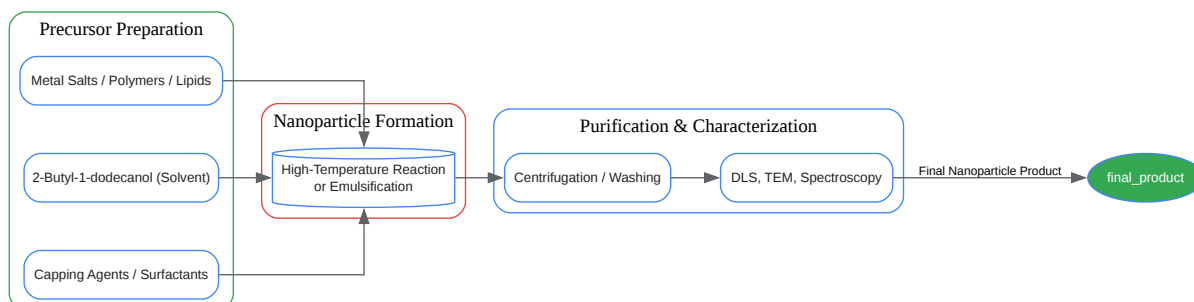 Precursor Preparation
Metal Salts / Polymers / Lipids
2-Butyl-1-dodecanol (Solvent)
Capping Agents / Surfactants
Nanoparticle Formation
High-Temperature Reaction
or Emulsification
Purification & Characterization
Centrifugation / Washing
DLS, TEM, Spectroscopy
Final Nanoparticle Product
final_product